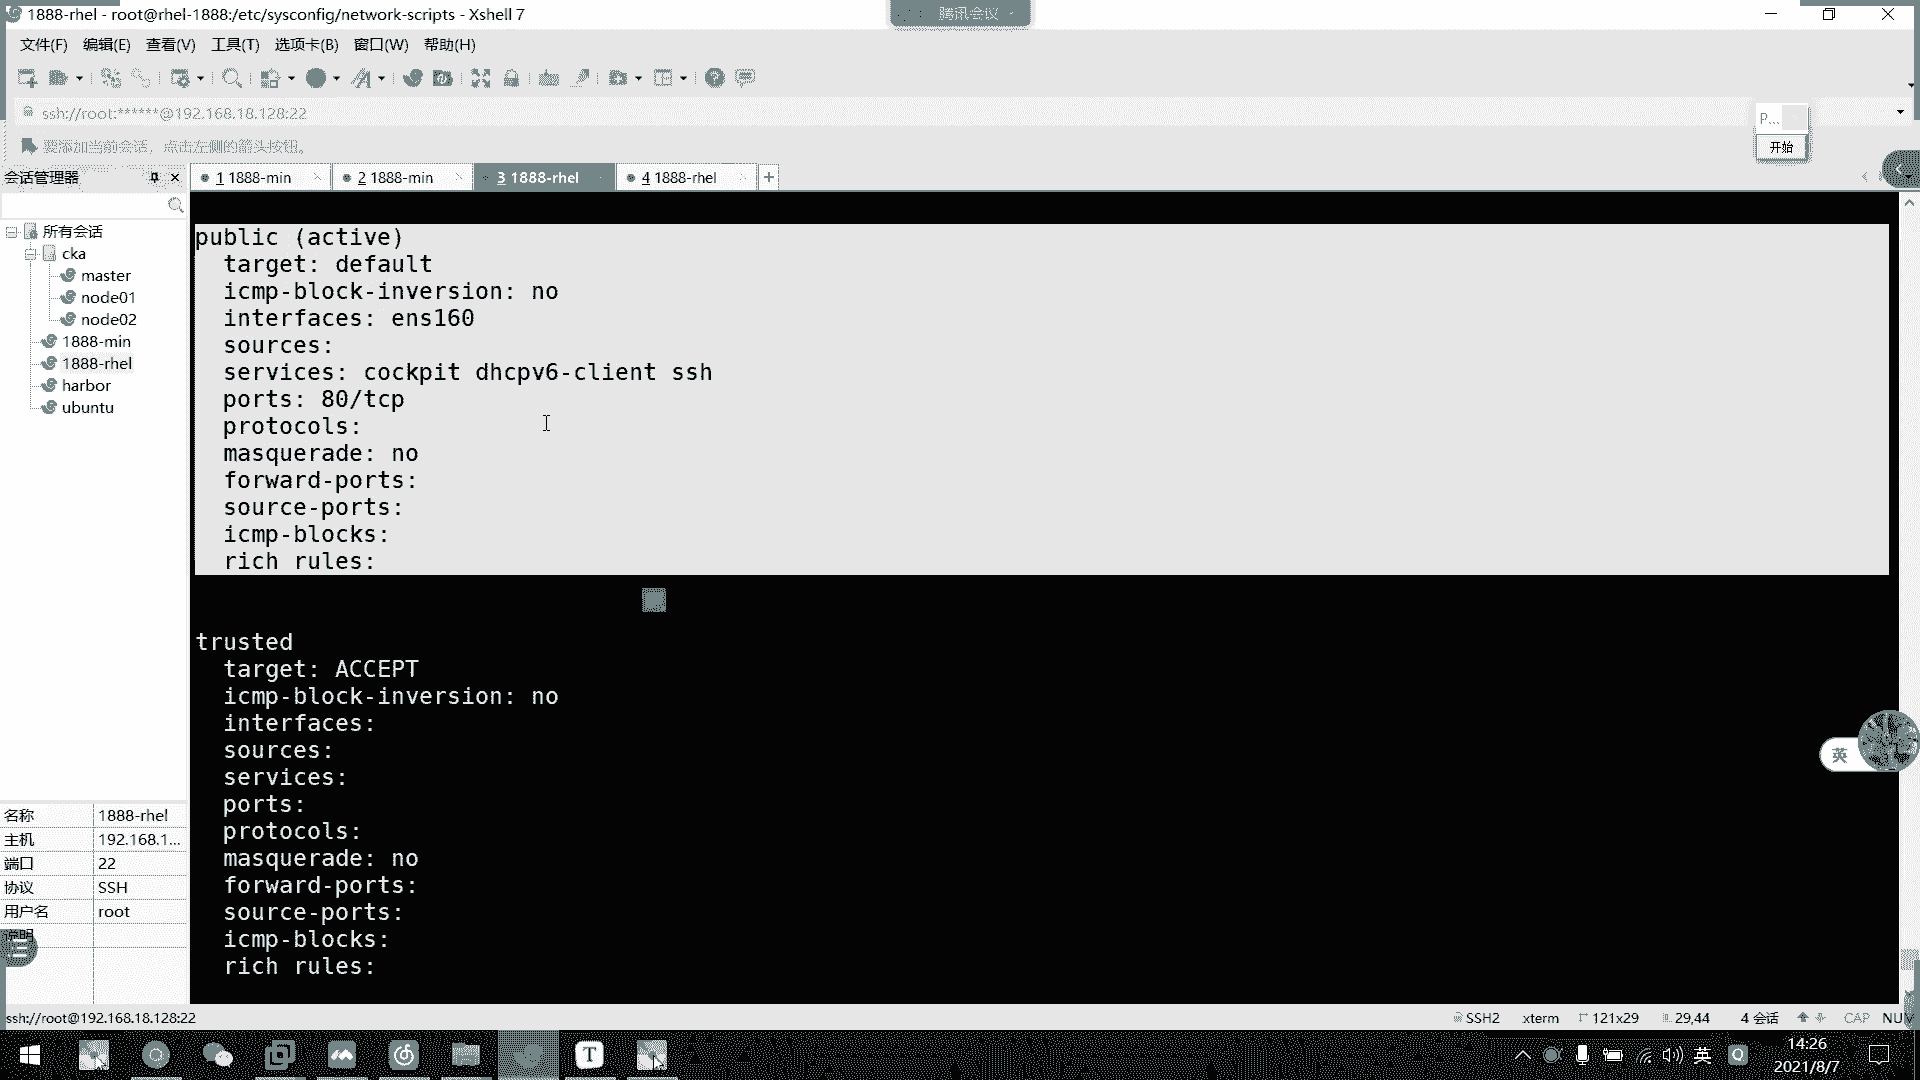 1888-rhel - root@rhel-1888:/etc/sysconfig/network-scripts - Xshell 7
腾讯会议
文件(F) 编辑(E) 查看(V) 工具(T) 选项卡(B) 窗口(W) 帮助(H)
ssh://root:******@192.168.18.128:22
要添加当前会话，点击左侧的箭头按钮。
P...
开始
会话管理器
1 1888-min
2 1888-min
3 1888-rhel
4 1888-rhel
所有会话
cka
master
node01
node02
1888-min
1888-rhel
harbor
ubuntu
public (active)
target: default
icmp-block-inversion: no
interfaces: ens160
sources:
services: cockpit dhcpv6-client ssh
ports: 80/tcp
protocols:
masquerade: no
forward-ports:
source-ports:
icmp-blocks:
rich rules:
trusted
target: ACCEPT
icmp-block-inversion: no
interfaces:
sources:
services:
ports:
protocols:
masquerade: no
forward-ports:
source-ports:
icmp-blocks:
rich rules:
英
名称 1888-rhel
主机 192.168.1...
端口 22
协议 SSH
用户名 root
说明
ssh://root@192.168.18.128:22
SSH2 xterm 121x29 29,44 4 会话 CAP NUM
T
英
14:26
2021/8/7